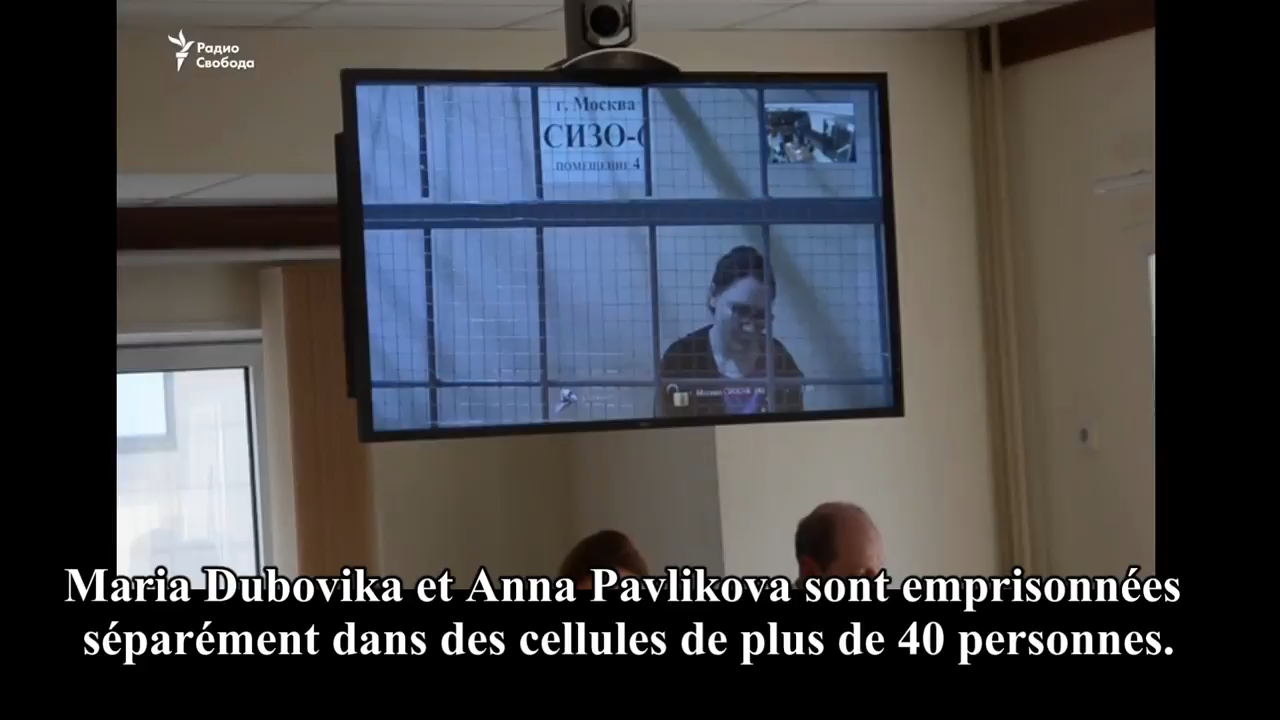 Радио
Свобода
г. Москва
СИЗО-
ПОМЕЩЕНИЕ 4
Maria Dubovika et Anna Pavlikova sont emprisonnées
séparément dans des cellules de plus de 40 personnes.